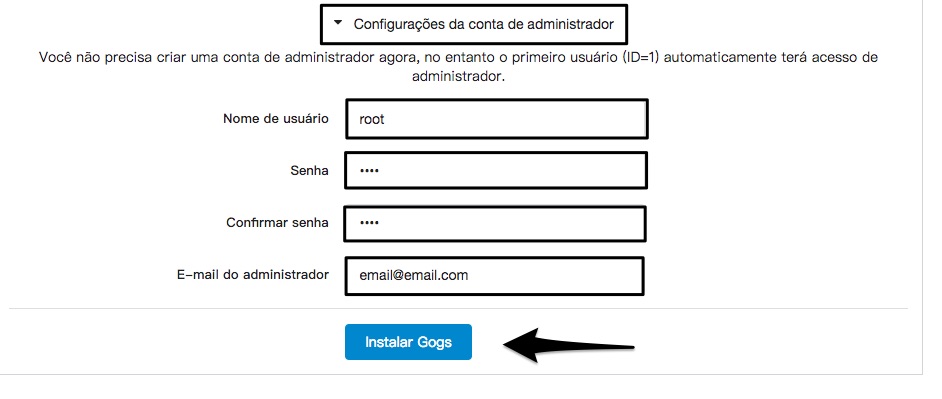 Configurações da conta de administrador
Você não precisa criar uma conta de administrador agora, no entanto o primeiro usuário (ID=1) automaticamente terá acesso de
administrador.
Nome de usuário root
Senha ••••
Confirmar senha ••••
E-mail do administrador email@email.com
Instalar Gogs